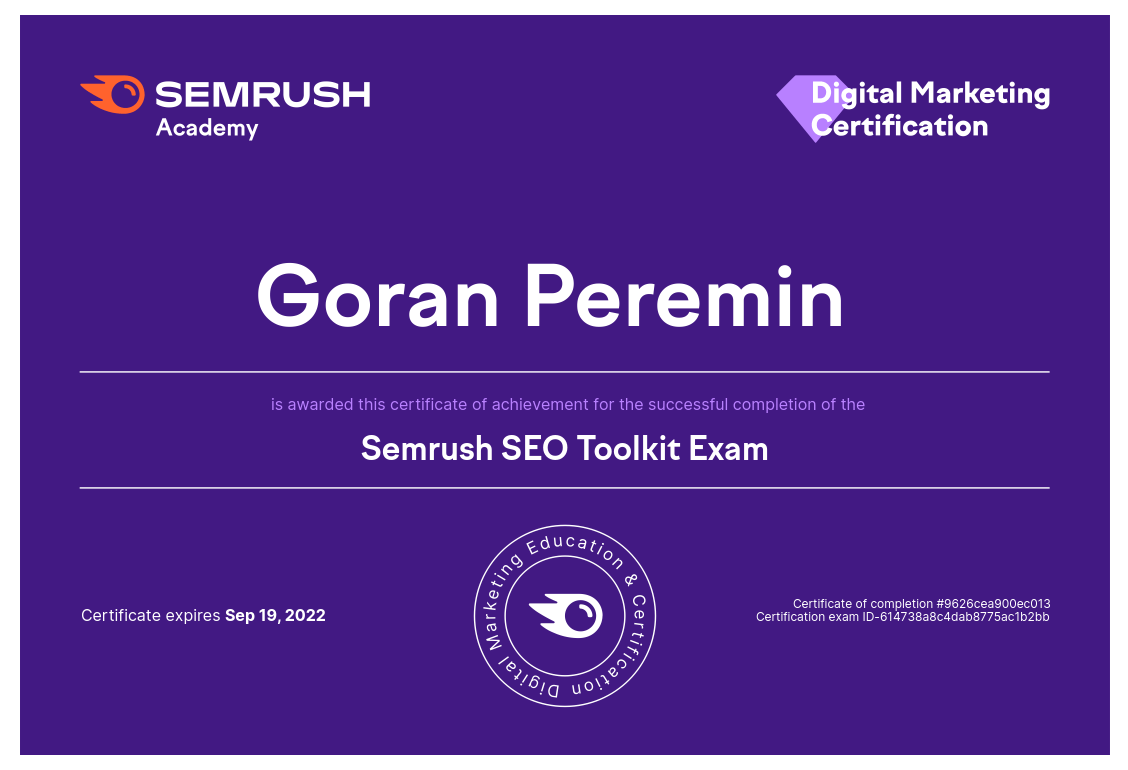 SEMRUSH
Academy
Digital Marketing
Certification
Goran Peremin
is awarded this certificate of achievement for the successful completion of the
Semrush SEO Toolkit Exam
Certificate expires Sep 19, 2022
Digital Marketing Education & Certification
Certificate of completion #9626cea900ec013
Certification exam ID-614738a8c4dab8775ac1b2bb